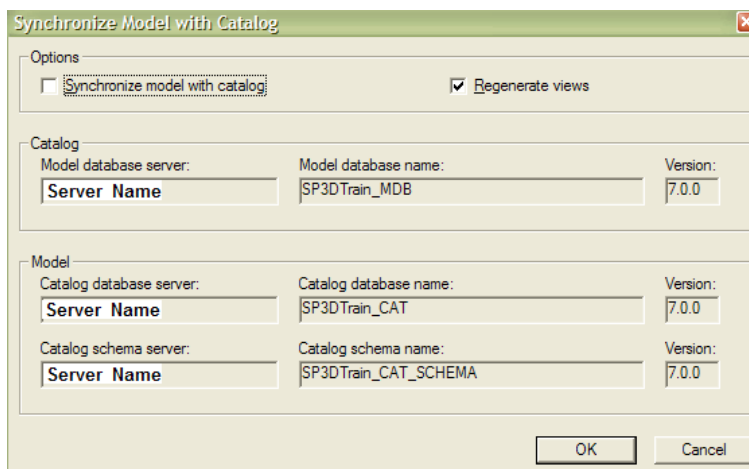 Synchronize Model with Catalog
Options
Synchronize model with catalog
Regenerate views
Catalog
Model database server: Model database name: Version:
Server Name SP3DTrain_MDB 7.0.0
Model
Catalog database server: Catalog database name: Version:
Server Name SP3DTrain_CAT 7.0.0
Catalog schema server: Catalog schema name: Version:
Server Name SP3DTrain_CAT_SCHEMA 7.0.0
OK Cancel